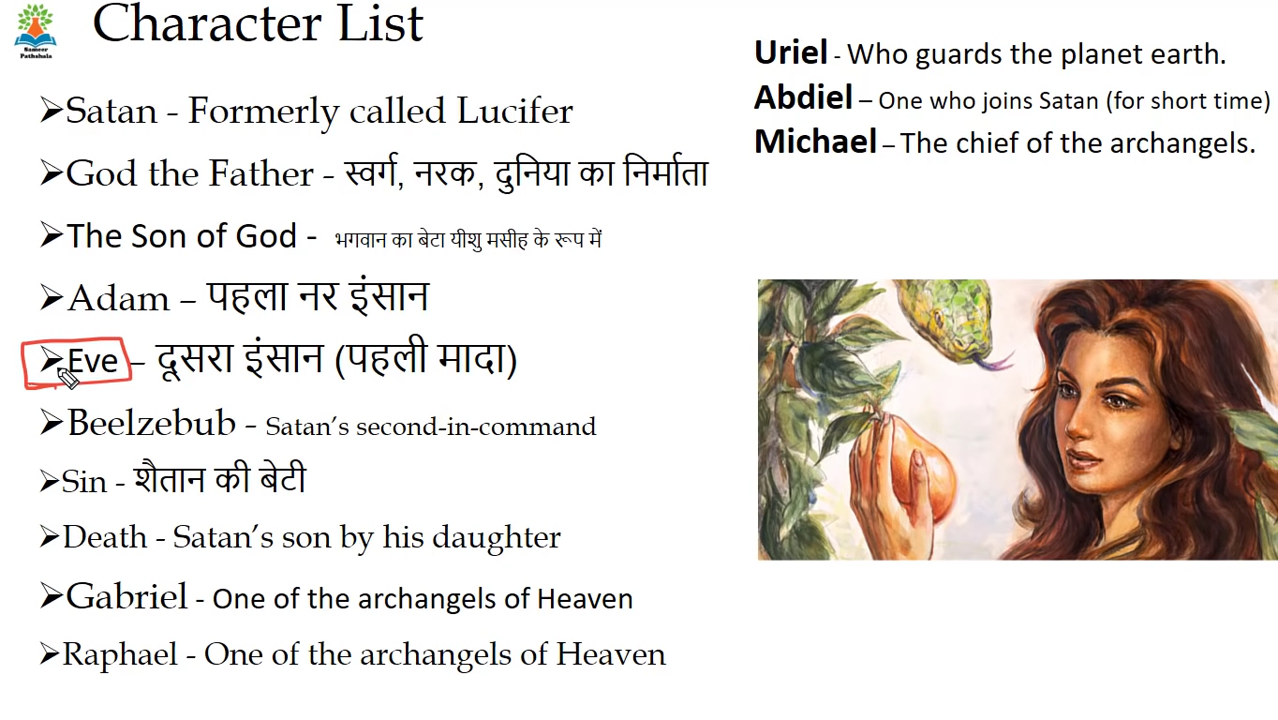 Sameer
Pathshala
Character List
➢Satan - Formerly called Lucifer
➢God the Father - स्वर्ग, नरक, दुनिया का निर्माता
➢The Son of God - भगवान का बेटा यीशु मसीह के रूप में
➢Adam – पहला नर इंसान
➢Eve – दूसरा इंसान (पहली मादा)
➢Beelzebub - Satan’s second-in-command
➢Sin - शैतान की बेटी
➢Death - Satan’s son by his daughter
➢Gabriel - One of the archangels of Heaven
➢Raphael - One of the archangels of Heaven
Uriel - Who guards the planet earth.
Abdiel – One who joins Satan (for short time)
Michael – The chief of the archangels.